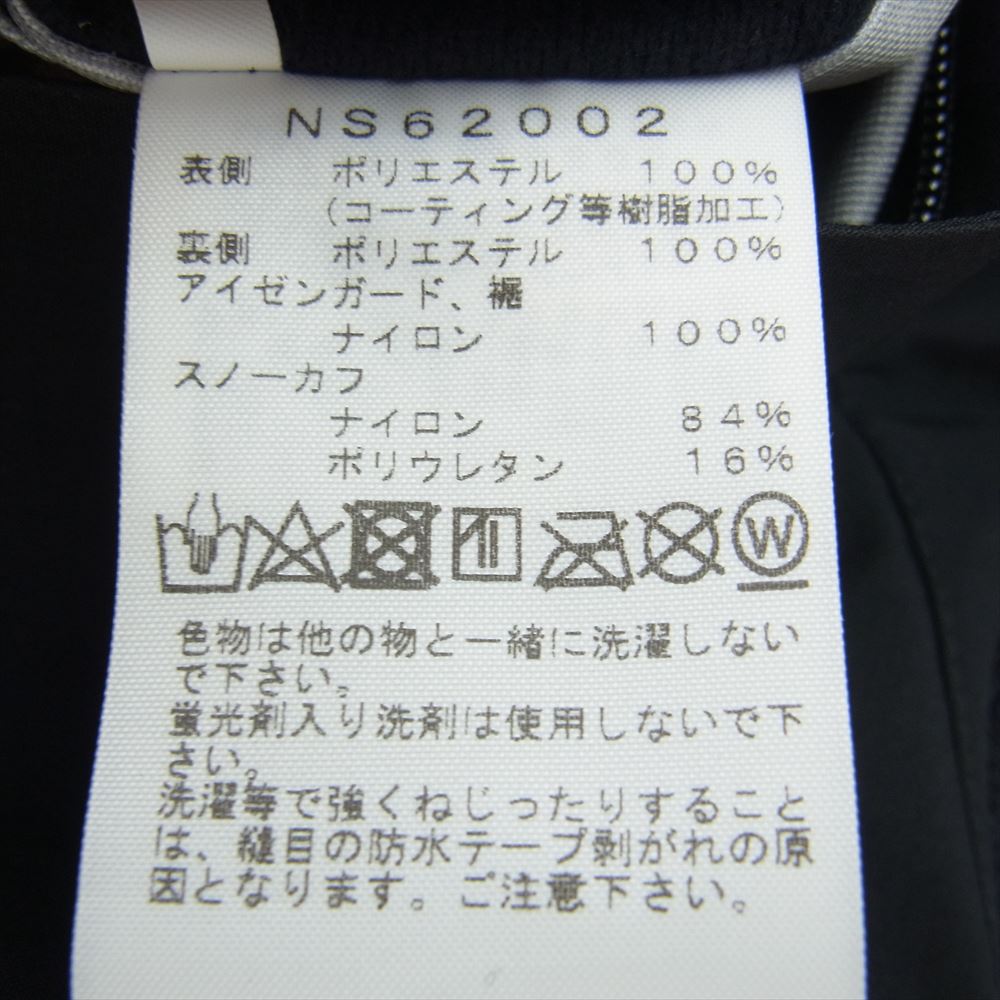 NS62002
表側 ポリエステル 100%
(コーティング等樹脂加工)
裏側 ポリエステル 100%
アイゼンガード、裾
ナイロン 100%
スノーカフ
ナイロン 84%
ポリウレタン 16%
W
色物は他の物と一緒に洗濯しない
で下さい。
蛍光剤入り洗剤は使用しないで下
さい。
洗濯等で強くねじったりすること
は、縫目の防水テープ剥がれの原
因となります。ご注意下さい。